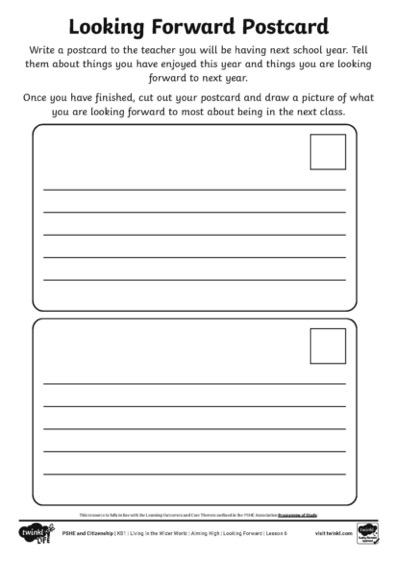 Looking Forward Postcard
Write a postcard to the teacher you will be having next school year. Tell
them about things you have enjoyed this year and things you are looking
forward to next year.
Once you have finished, cut out your postcard and draw a picture of what
you are looking forward to most about being in the next class.
This resource is fully in line with the Learning Outcomes and Core Themes outlined in the PSHE Association Programme of Study.
twinkl
LIFE
PSHE and Citizenship | KS1 | Living in the Wider World | Aiming High | Looking Forward | Lesson 6
visit twinkl.com
twinkl